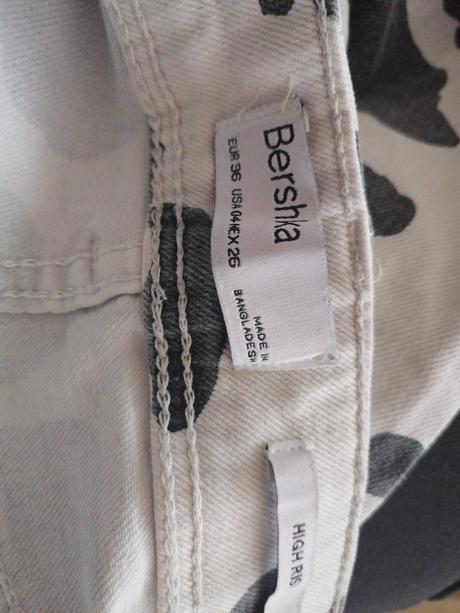 Bershka
EUR 36 USA 04 MEX 26
MADE IN
BANGLADESH
HIGH RIS